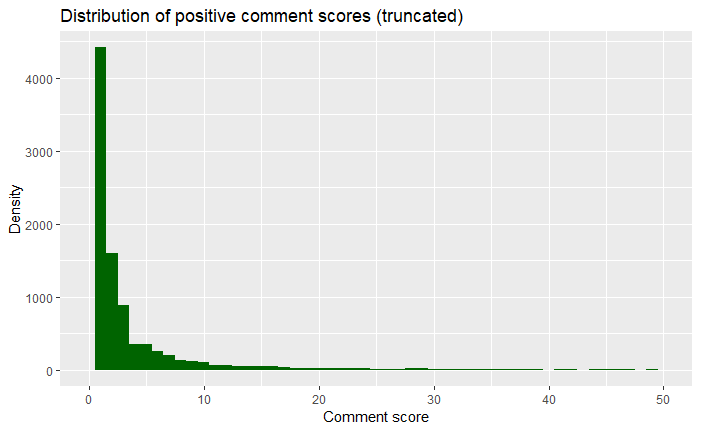 Distribution of positive comment scores (truncated)
Density
4000
3000
2000
1000
0
0 10 20 30 40 50
Comment score